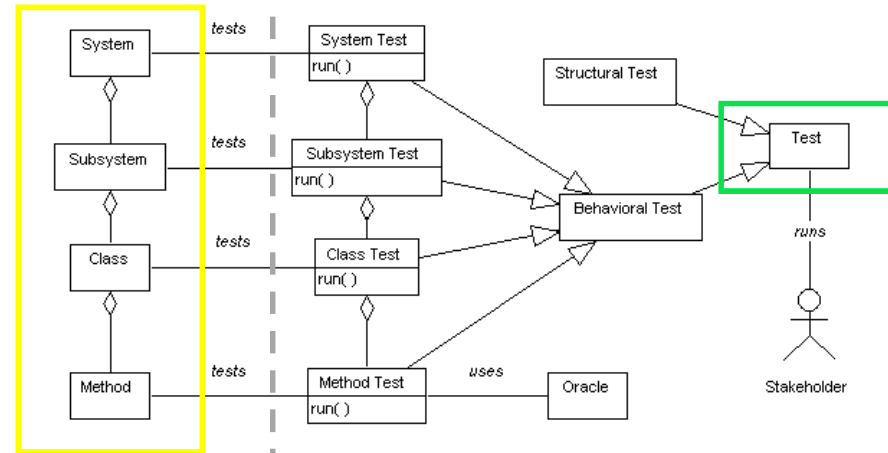 System
tests
System Test
run( )
Structural Test
Test
Subsystem
tests
Subsystem Test
run( )
Behavioral Test
runs
Class
tests
Class Test
run( )
Method
tests
Method Test
run( )
uses
Oracle
Stakeholder